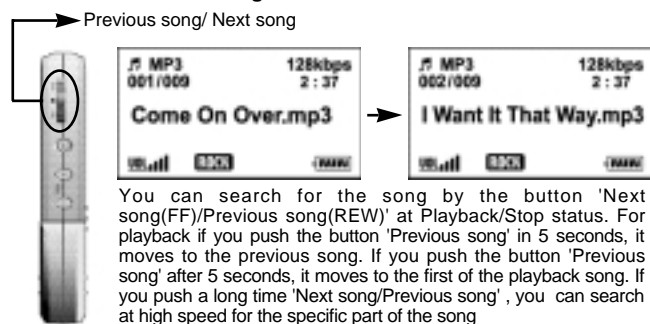 Previous song/ Next song
MP3 128kbps
001/009 2 : 37
Come On Over.mp3
VOL ROCK
MP3 128kbps
002/009 2 : 37
I Want It That Way.mp3
VOL ROCK
You can search for the song by the button 'Next
song(FF)/Previous song(REW)' at Playback/Stop status. For
playback if you push the button 'Previous song' in 5 seconds, it
moves to the previous song. If you push the button 'Previous
song' after 5 seconds, it moves to the first of the playback song. If
you push a long time 'Next song/Previous song' , you can search
at high speed for the specific part of the song